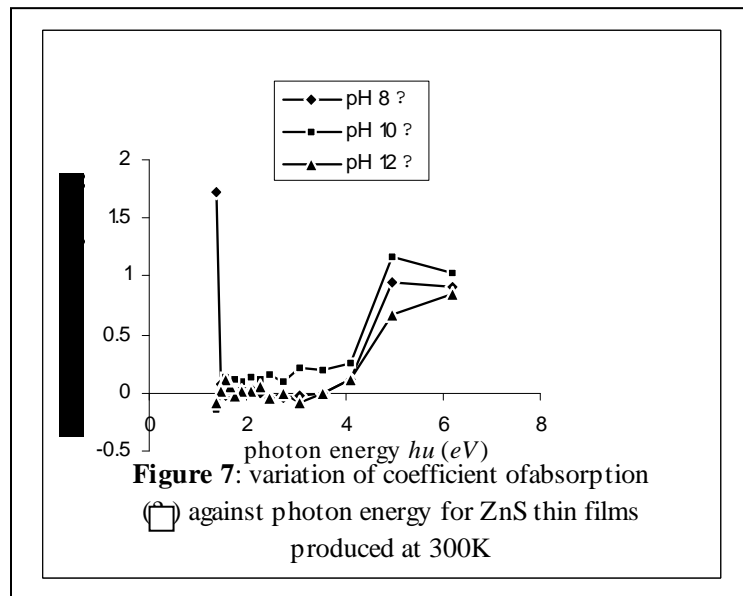 pH 8 ?
pH 10 ?
pH 12 ?
2
1.5
1
0.5
0
-0.5
0 2 4 6 8
photon energy hu (eV)
Figure 7: variation of coefficient ofabsorption
( ) against photon energy for ZnS thin films
produced at 300K